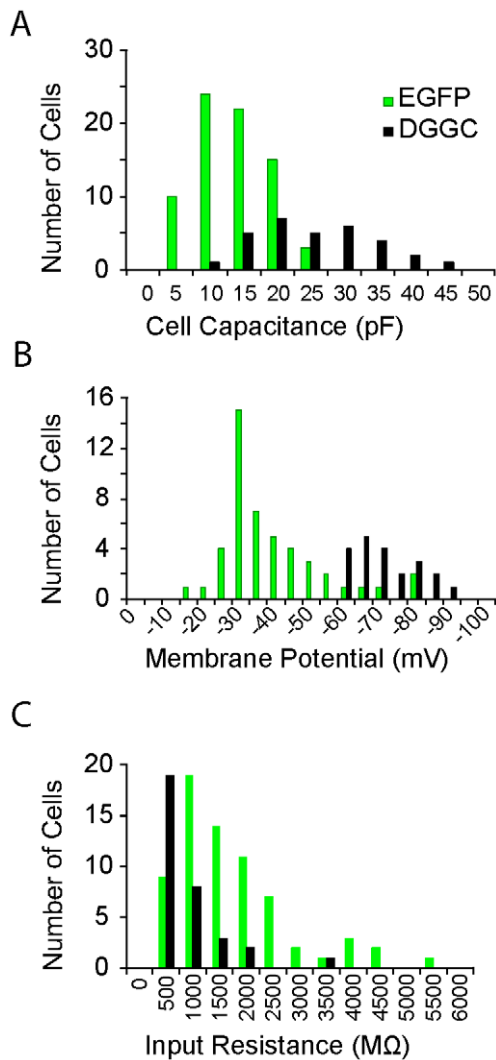 A
Number of Cells
30
20
10
0
EGFP
DGGC
0 5 10 15 20 25 30 35 40 45 50
Cell Capacitance (pF)
B
Number of Cells
16
12
8
4
0
0 -10 -20 -30 -40 -50 -60 -70 -80 -90 -100
Membrane Potential (mV)
C
Number of Cells
20
15
10
5
0
0 500 1000 1500 2000 2500 3000 3500 4000 4500 5000 5500 6000
Input Resistance (MΩ)